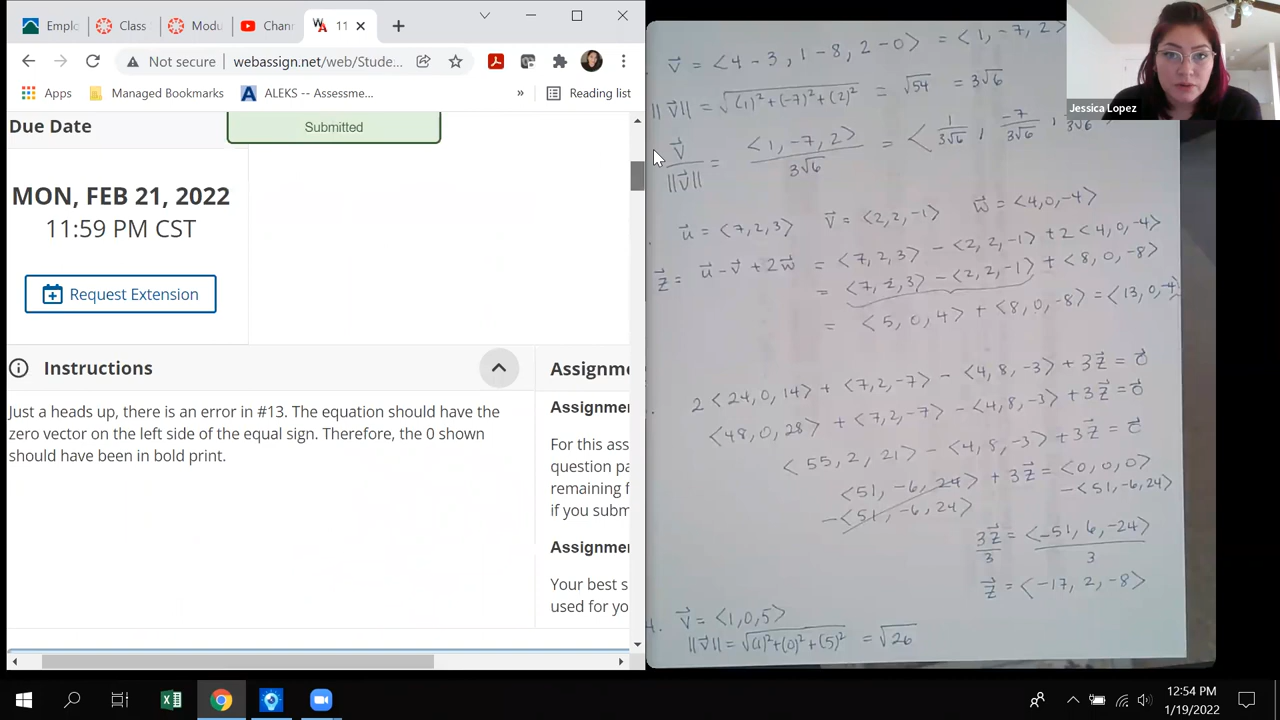 Emplo
Class
Modu
Chann
11
Not secure
webassign.net/web/Stude...
Apps
Managed Bookmarks
ALEKS -- Assessme...
»
Reading list
Due Date
Submitted
MON, FEB 21, 2022
11:59 PM CST
Request Extension
Instructions
Assignme
Just a heads up, there is an error in #13. The equation should have the
zero vector on the left side of the equal sign. Therefore, the 0 shown
should have been in bold print.
Assignmen
For this ass
question pa
remaining f
if you subm
Assignmen
Your best s
used for yo
v⃗ = <4-3, 1-8, 2-0> = <1, -7, 2>
||v⃗|| = √(1)²+(-7)²+(2)² = √54 = 3√6
v⃗/||v⃗|| = <1, -7, 2>/3√6 = <1/3√6, -7/3√6,
u⃗ = <7,2,3> v⃗ = <2,2,-1> w⃗ = <4,0,-4>
z⃗ = u⃗ - v⃗ + 2w⃗ = <7,2,3> - <2,2,-1> + 2<4,0,-4>
= <7,2,3> - <2,2,-1> + <8,0,-8>
= <5,0,4> + <8,0,-8> = <13,0,-4>
2<24,0,14> + <7,2,-7> - <4,8,-3> + 3z⃗ = 0⃗
<48,0,28> + <7,2,-7> - <4,8,-3> + 3z⃗ = 0⃗
<55,2,21> - <4,8,-3> + 3z⃗ = 0⃗
<51,-6,24> + 3z⃗ = <0,0,0>
-<51,-6,24> -<51,-6,24>
3z⃗/3 = <-51,6,-24>/3
z⃗ = <-17,2,-8>
4. v⃗ = <1,0,5>
||v⃗|| = √(1)²+(0)²+(5)² = √26
Jessica Lopez
12:54 PM
1/19/2022